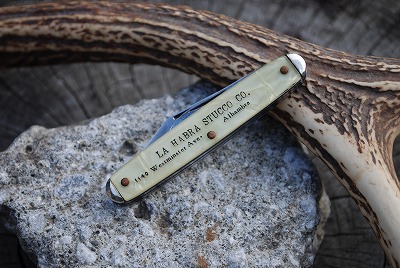 LA HABRA STUCCO CO.
1140 Westminster Ave. Alhambra